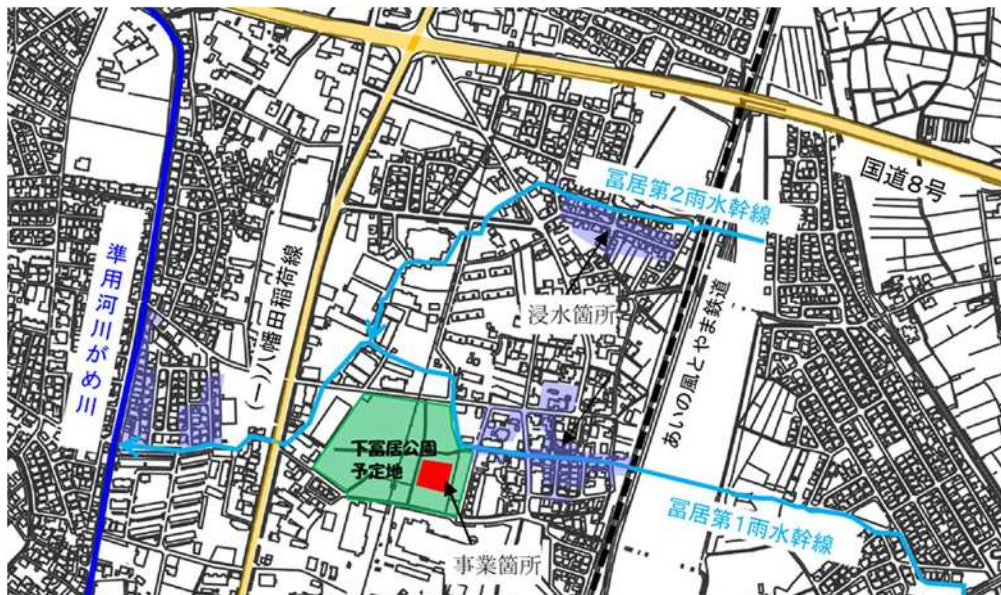 国道8号
冨居第2雨水幹線
準用河川がめ川
(一)八幡田稲荷線
浸水箇所
あいの風とやま鉄道
下冨居公園
予定地
冨居第1雨水幹線
事業箇所